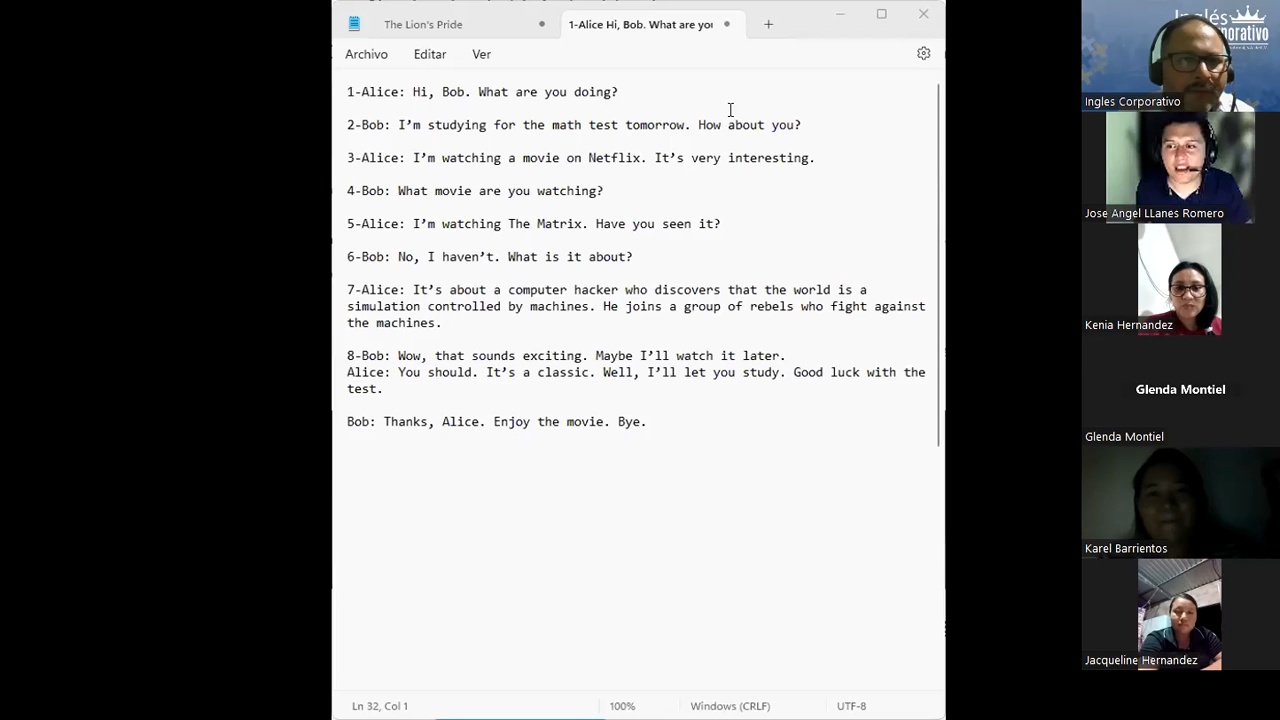 The Lion's Pride
1-Alice Hi, Bob. What are you
Archivo Editar Ver
1-Alice: Hi, Bob. What are you doing?
2-Bob: I’m studying for the math test tomorrow. How about you?
3-Alice: I’m watching a movie on Netflix. It’s very interesting.
4-Bob: What movie are you watching?
5-Alice: I’m watching The Matrix. Have you seen it?
6-Bob: No, I haven’t. What is it about?
7-Alice: It’s about a computer hacker who discovers that the world is a
simulation controlled by machines. He joins a group of rebels who fight against
the machines.
8-Bob: Wow, that sounds exciting. Maybe I’ll watch it later.
Alice: You should. It’s a classic. Well, I’ll let you study. Good luck with the
test.
Bob: Thanks, Alice. Enjoy the movie. Bye.
Ln 32, Col 1
100%
Windows (CRLF)
UTF-8
Inglés
Ingles Corporativo
Jose Angel LLanes Romero
Kenia Hernandez
Glenda Montiel
Glenda Montiel
Karel Barrientos
Jacqueline Hernandez